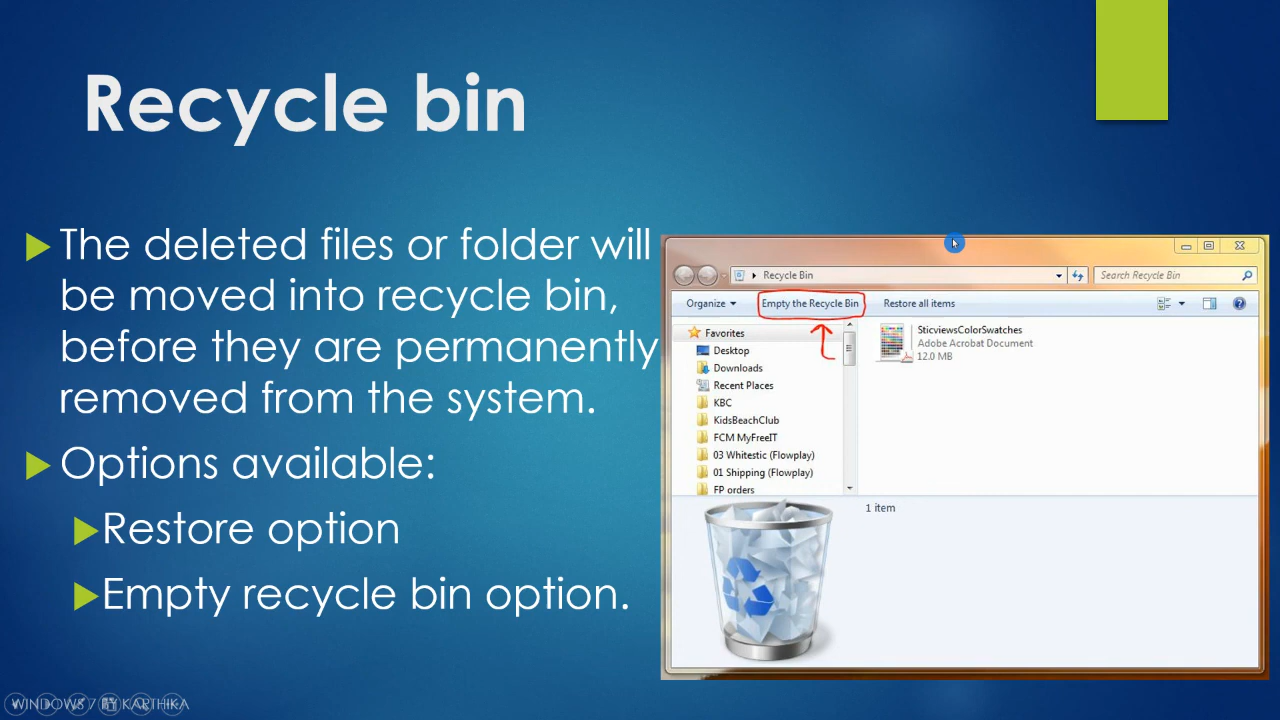 Recycle bin
The deleted files or folder will
be moved into recycle bin,
before they are permanently
removed from the system.
Options available:
Restore option
Empty recycle bin option.
Recycle Bin
Search Recycle Bin
Organize
Empty the Recycle Bin
Restore all items
Favorites
Desktop
Downloads
Recent Places
KBC
KidsBeachClub
FCM MyFreeIT
03 Whitestic (Flowplay)
01 Shipping (Flowplay)
FP orders
SticviewsColorSwatches
Adobe Acrobat Document
12.0 MB
1 item
WINDOWS 7 BY KARTHIKA